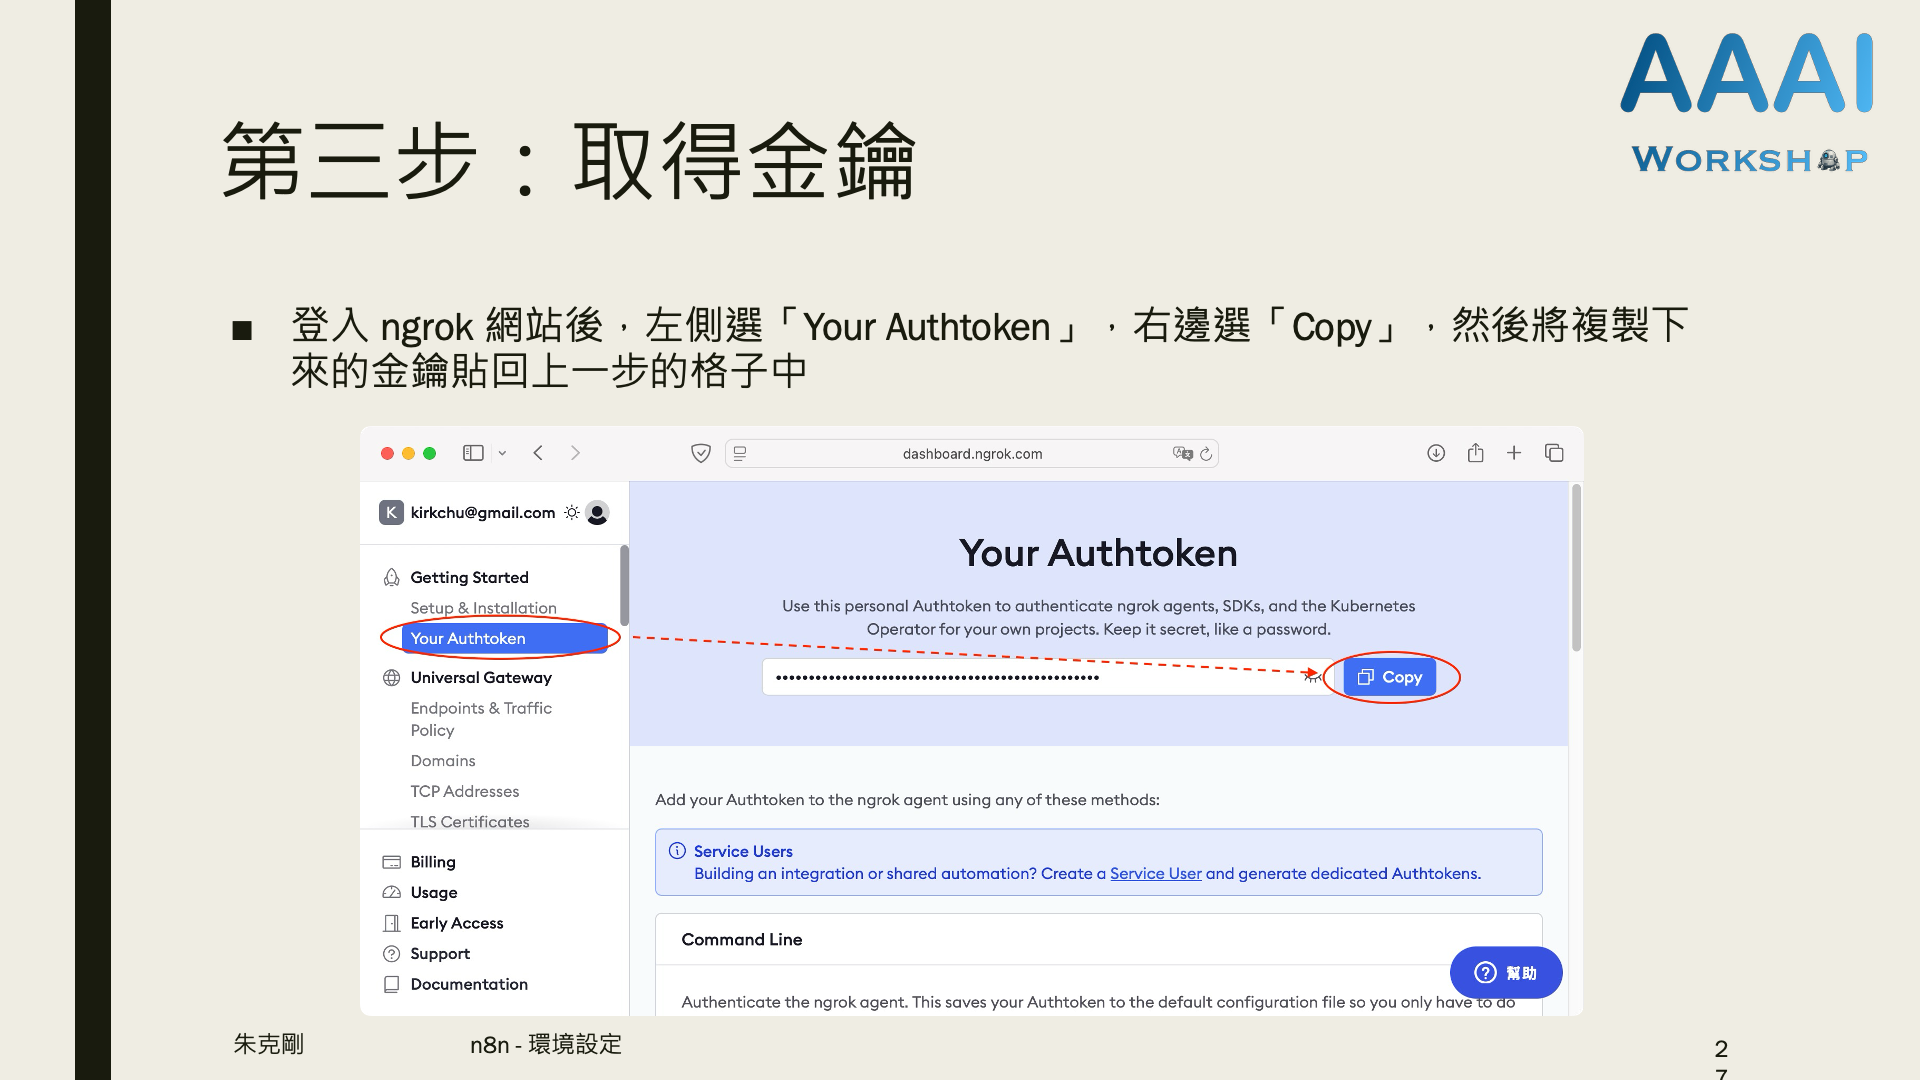 AAAI
WORKSHOP
第三步：取得金鑰
■ 登入 ngrok 網站後，左側選「Your Authtoken」，右邊選「Copy」，然後將複製下
來的金鑰貼回上一步的格子中
dashboard.ngrok.com
K kirkchu@gmail.com
Getting Started
Setup & Installation
Your Authtoken
Universal Gateway
Endpoints & Traffic
Policy
Domains
TCP Addresses
TLS Certificates
Billing
Usage
Early Access
Support
Documentation
Your Authtoken
Use this personal Authtoken to authenticate ngrok agents, SDKs, and the Kubernetes
Operator for your own projects. Keep it secret, like a password.
•••••••••••••••••••••••••••••••••••••••••••••••••
Copy
Add your Authtoken to the ngrok agent using any of these methods:
Service Users
Building an integration or shared automation? Create a Service User and generate dedicated Authtokens.
Command Line
Authenticate the ngrok agent. This saves your Authtoken to the default configuration file so you only have to do
幫助
朱克剛
n8n - 環境設定
2
7